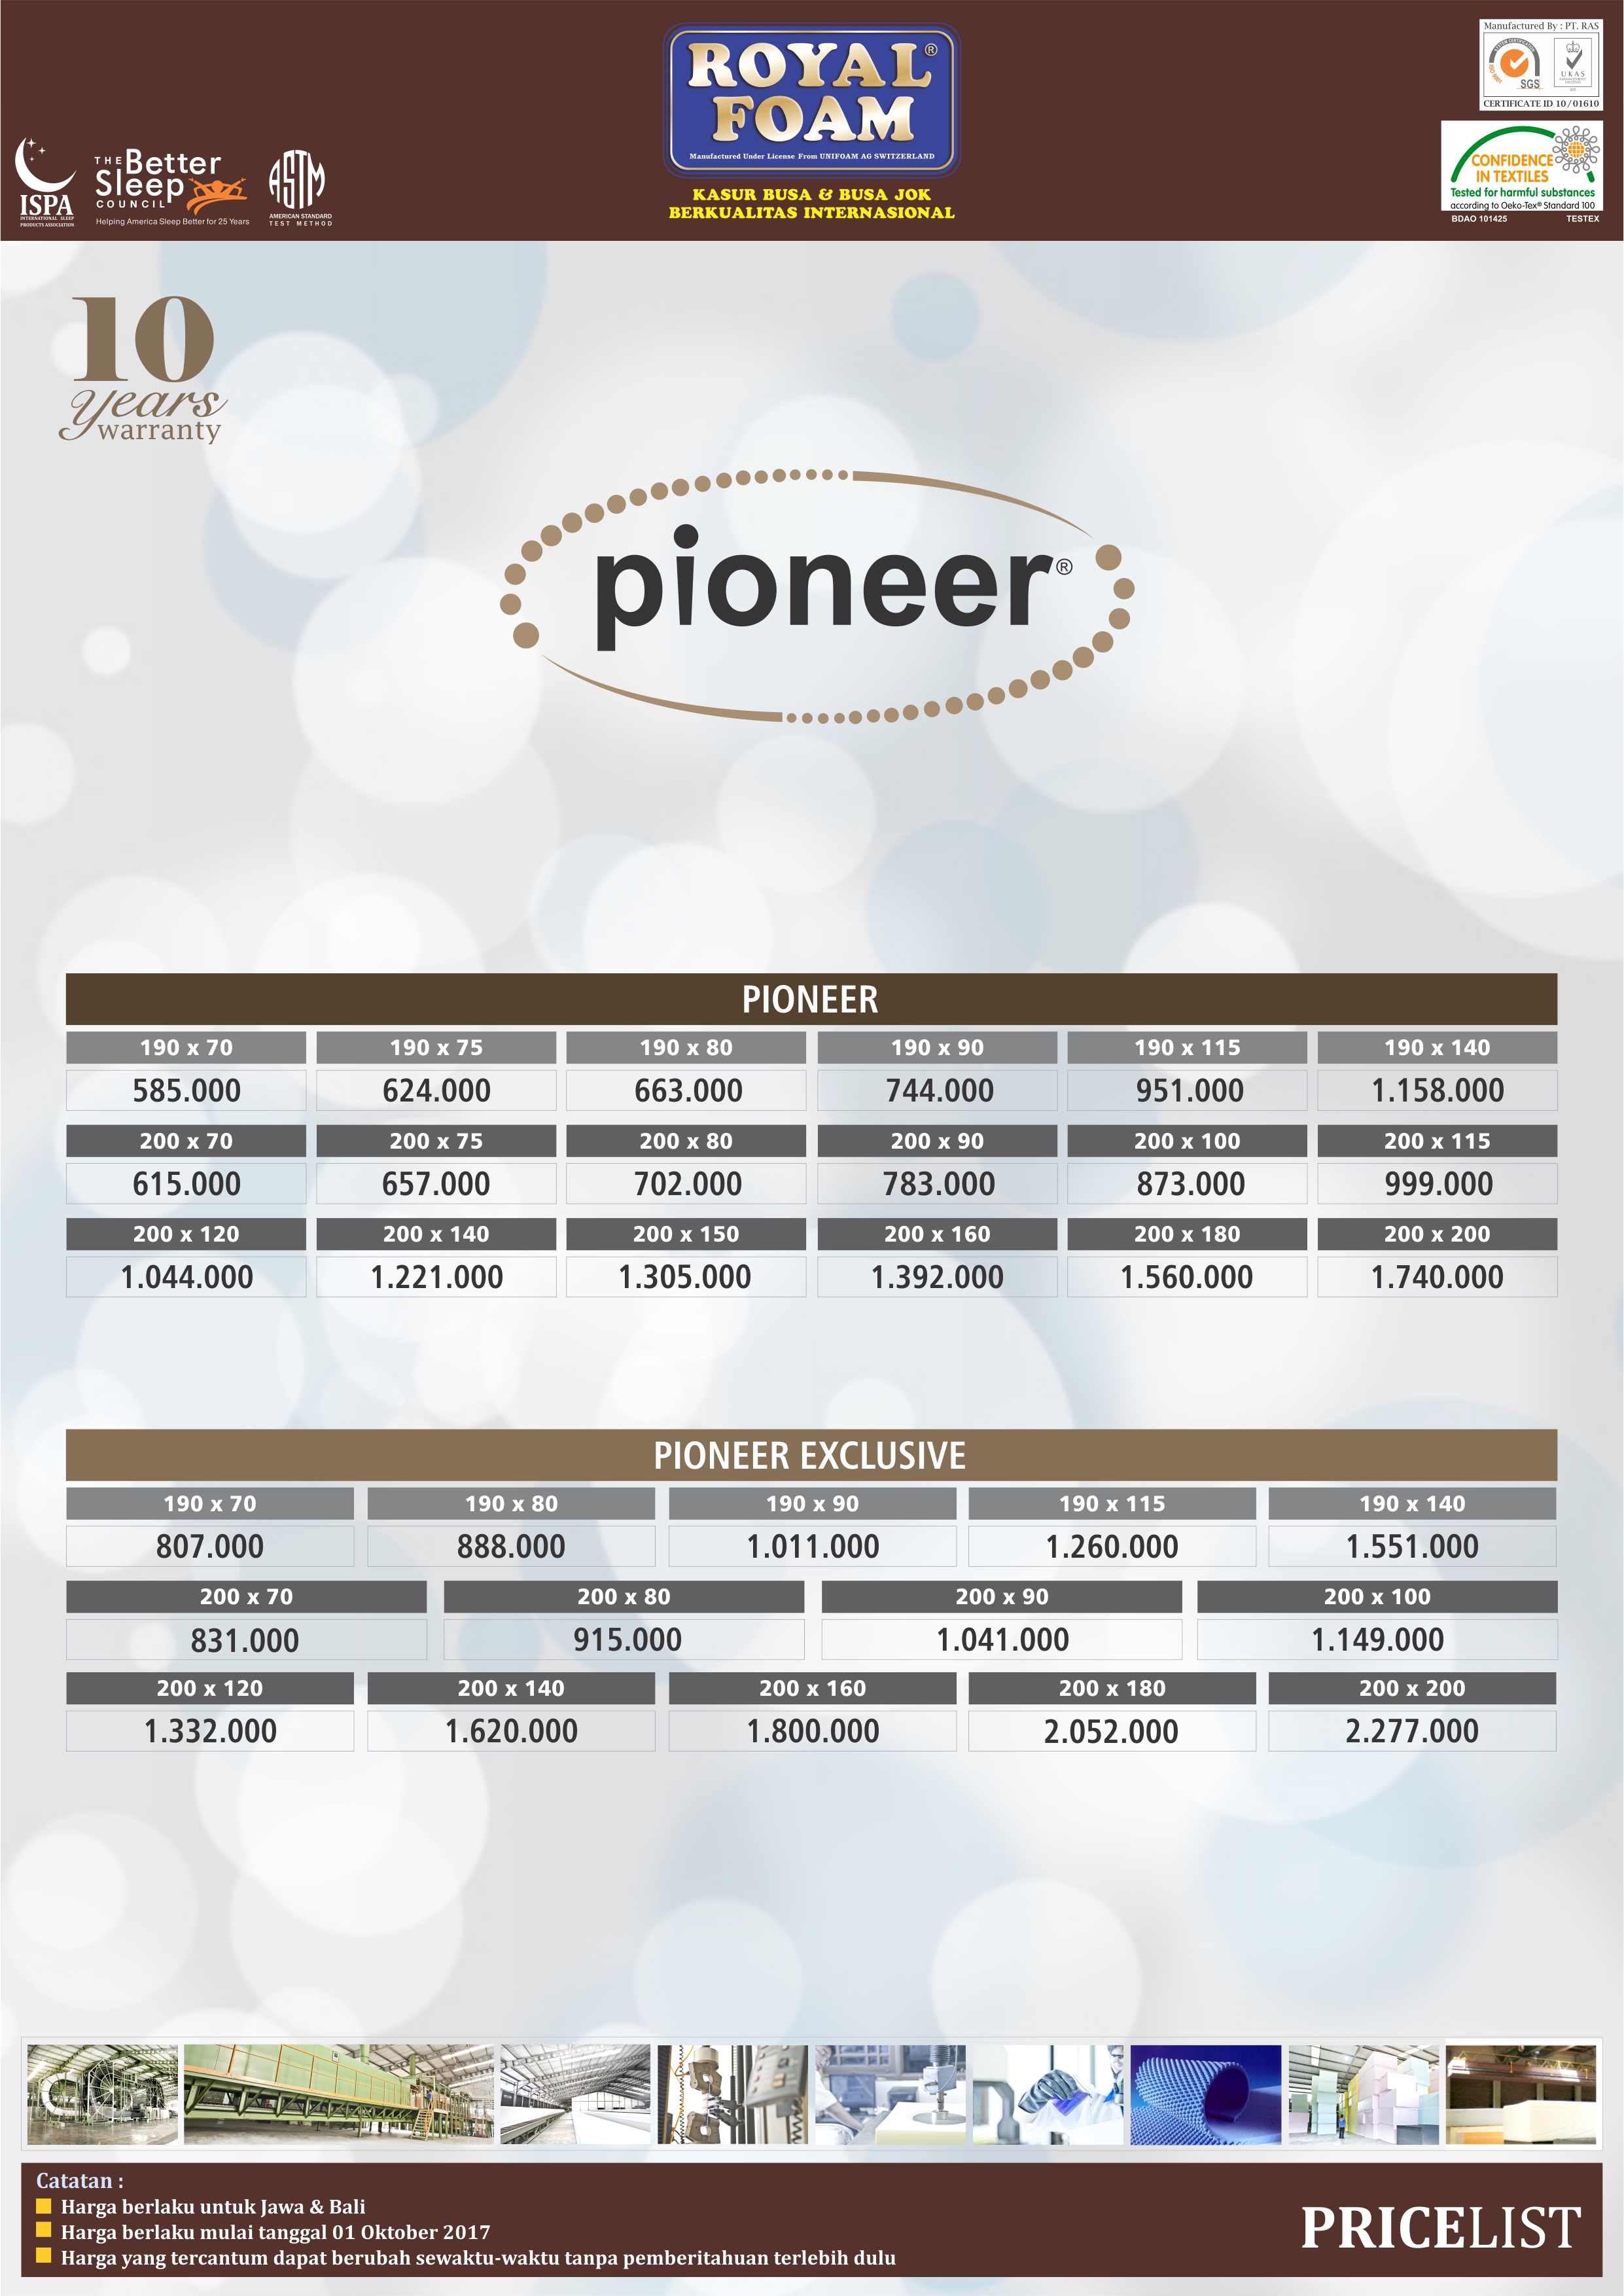 Manufactured By : PT. RAS
SYSTEM CERTIFICATION
SGS
UKAS
CERTIFICATE ID 10/01610
ROYAL®
FOAM
Manufactured Under License From UNIFOAM AG SWITZERLAND
KASUR BUSA & BUSA JOK
BERKUALITAS INTERNASIONAL
ISPA
INTERNATIONAL SLEEP
PRODUCTS ASSOCIATION
THE Better
Sleep
COUNCIL
Helping America Sleep Better for 25 Years
ASTM
AMERICAN STANDARD
TEST METHOD
CONFIDENCE
IN TEXTILES
Tested for harmful substances
according to Oeko-Tex® Standard 100
BDAO 101425 TESTEX
10
years
warranty
pioneer®
PIONEER
190 x 70 190 x 75 190 x 80 190 x 90 190 x 115 190 x 140
585.000 624.000 663.000 744.000 951.000 1.158.000
200 x 70 200 x 75 200 x 80 200 x 90 200 x 100 200 x 115
615.000 657.000 702.000 783.000 873.000 999.000
200 x 120 200 x 140 200 x 150 200 x 160 200 x 180 200 x 200
1.044.000 1.221.000 1.305.000 1.392.000 1.560.000 1.740.000
PIONEER EXCLUSIVE
190 x 70 190 x 80 190 x 90 190 x 115 190 x 140
807.000 888.000 1.011.000 1.260.000 1.551.000
200 x 70 200 x 80 200 x 90 200 x 100
831.000 915.000 1.041.000 1.149.000
200 x 120 200 x 140 200 x 160 200 x 180 200 x 200
1.332.000 1.620.000 1.800.000 2.052.000 2.277.000
Catatan :
Harga berlaku untuk Jawa & Bali
Harga berlaku mulai tanggal 01 Oktober 2017
Harga yang tercantum dapat berubah sewaktu-waktu tanpa pemberitahuan terlebih dulu
PRICELIST